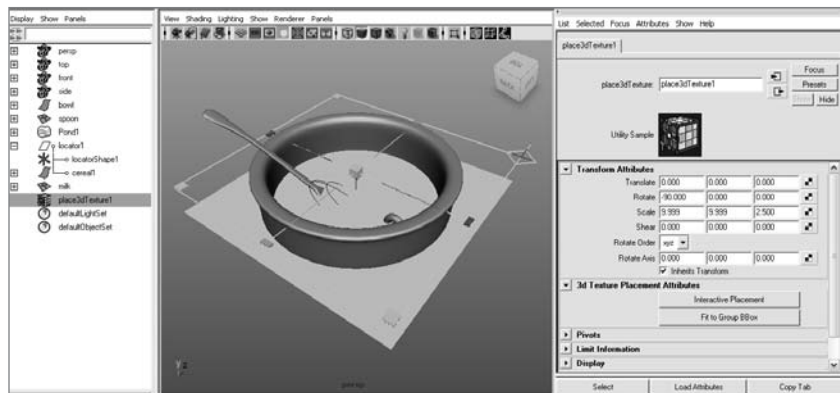 Display Show Panels
persp
top
front
side
bowl
spoon
Pond1
locator1
locatorShape1
cereal1
milk
place3dTexture1
defaultLightSet
defaultObjectSet
View Shading Lighting Show Renderer Panels
persp
List Selected Focus Attributes Show Help
place3dTexture1
place3dTexture: place3dTexture1
Focus
Presets
Show Hide
Utility Sample
Transform Attributes
Translate 0.000 0.000 0.000
Rotate -90.000 0.000 0.000
Scale 9.999 9.999 2.500
Shear 0.000 0.000 0.000
Rotate Order xyz
Rotate Axis 0.000 0.000 0.000
Inherits Transform
3d Texture Placement Attributes
Interactive Placement
Fit to Group BBox
Pivots
Limit Information
Display
Select Load Attributes Copy Tab